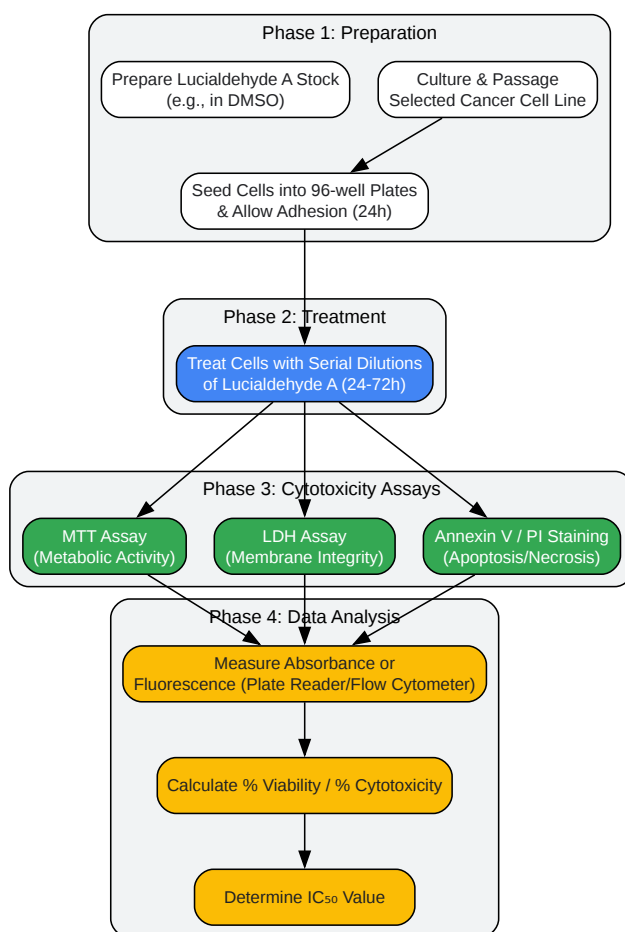 Phase 1: Preparation
Prepare Lucialdehyde A Stock
(e.g., in DMSO)
Culture & Passage
Selected Cancer Cell Line
Seed Cells into 96-well Plates
& Allow Adhesion (24h)
Phase 2: Treatment
Treat Cells with Serial Dilutions
of Lucialdehyde A (24-72h)
Phase 3: Cytotoxicity Assays
MTT Assay
(Metabolic Activity)
LDH Assay
(Membrane Integrity)
Annexin V / PI Staining
(Apoptosis/Necrosis)
Phase 4: Data Analysis
Measure Absorbance or
Fluorescence (Plate Reader/Flow Cytometer)
Calculate % Viability / % Cytotoxicity
Determine IC₅₀ Value